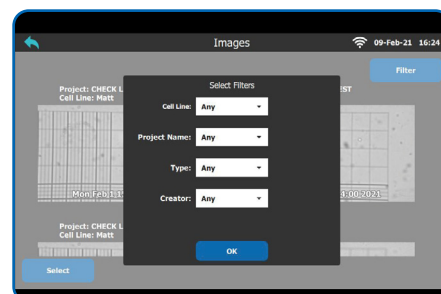 Images
09-Feb-21 16:24
Filter
Project: CHECK L
Cell Line: Matt
Select Filters
Cell Line: Any
Project Name: Any
Type: Any
Creator: Any
OK
Mon Feb 1 1
4:00 2021
Project: CHECK L
Cell Line: Matt
Select